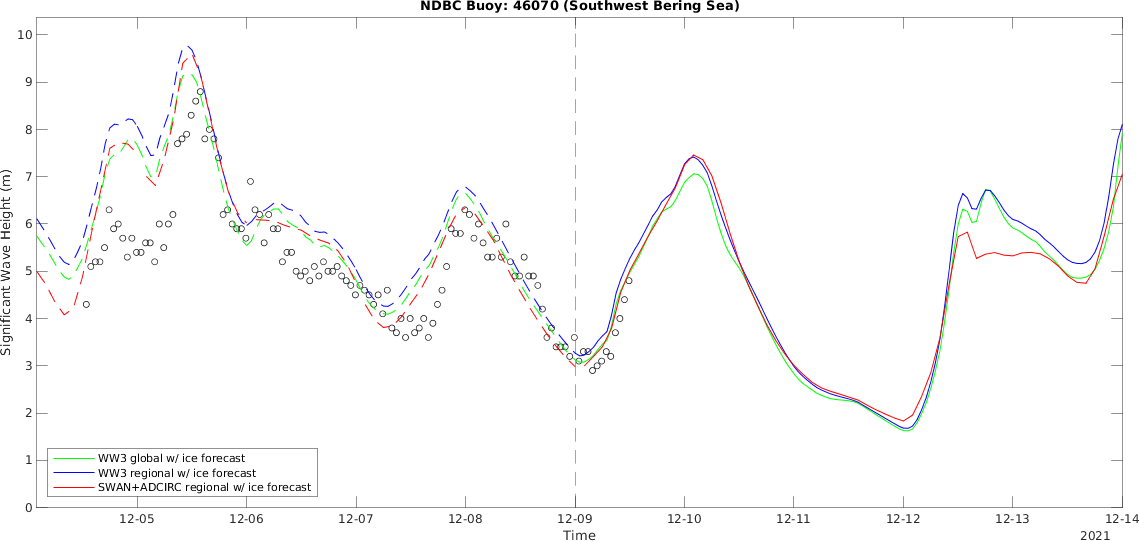 NDBC Buoy: 46070 (Southwest Bering Sea)
Significant Wave Height (m)
10
9
8
7
6
5
4
3
2
1
0
WW3 global w/ ice forecast
WW3 regional w/ ice forecast
SWAN+ADCIRC regional w/ ice forecast
12-05 12-06 12-07 12-08 12-09 12-10 12-11 12-12 12-13 12-14
Time
2021